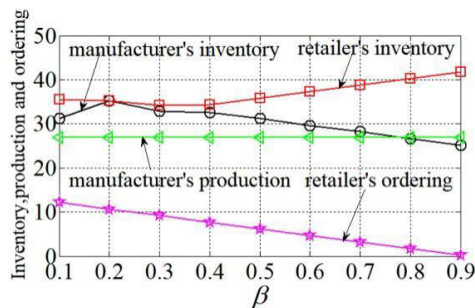 Inventory,production and ordering
50
40
30
20
10
0
manufacturer's inventory
retailer's inventory
manufacturer's production
retailer's ordering
0.1 0.2 0.3 0.4 0.5 0.6 0.7 0.8 0.9
β